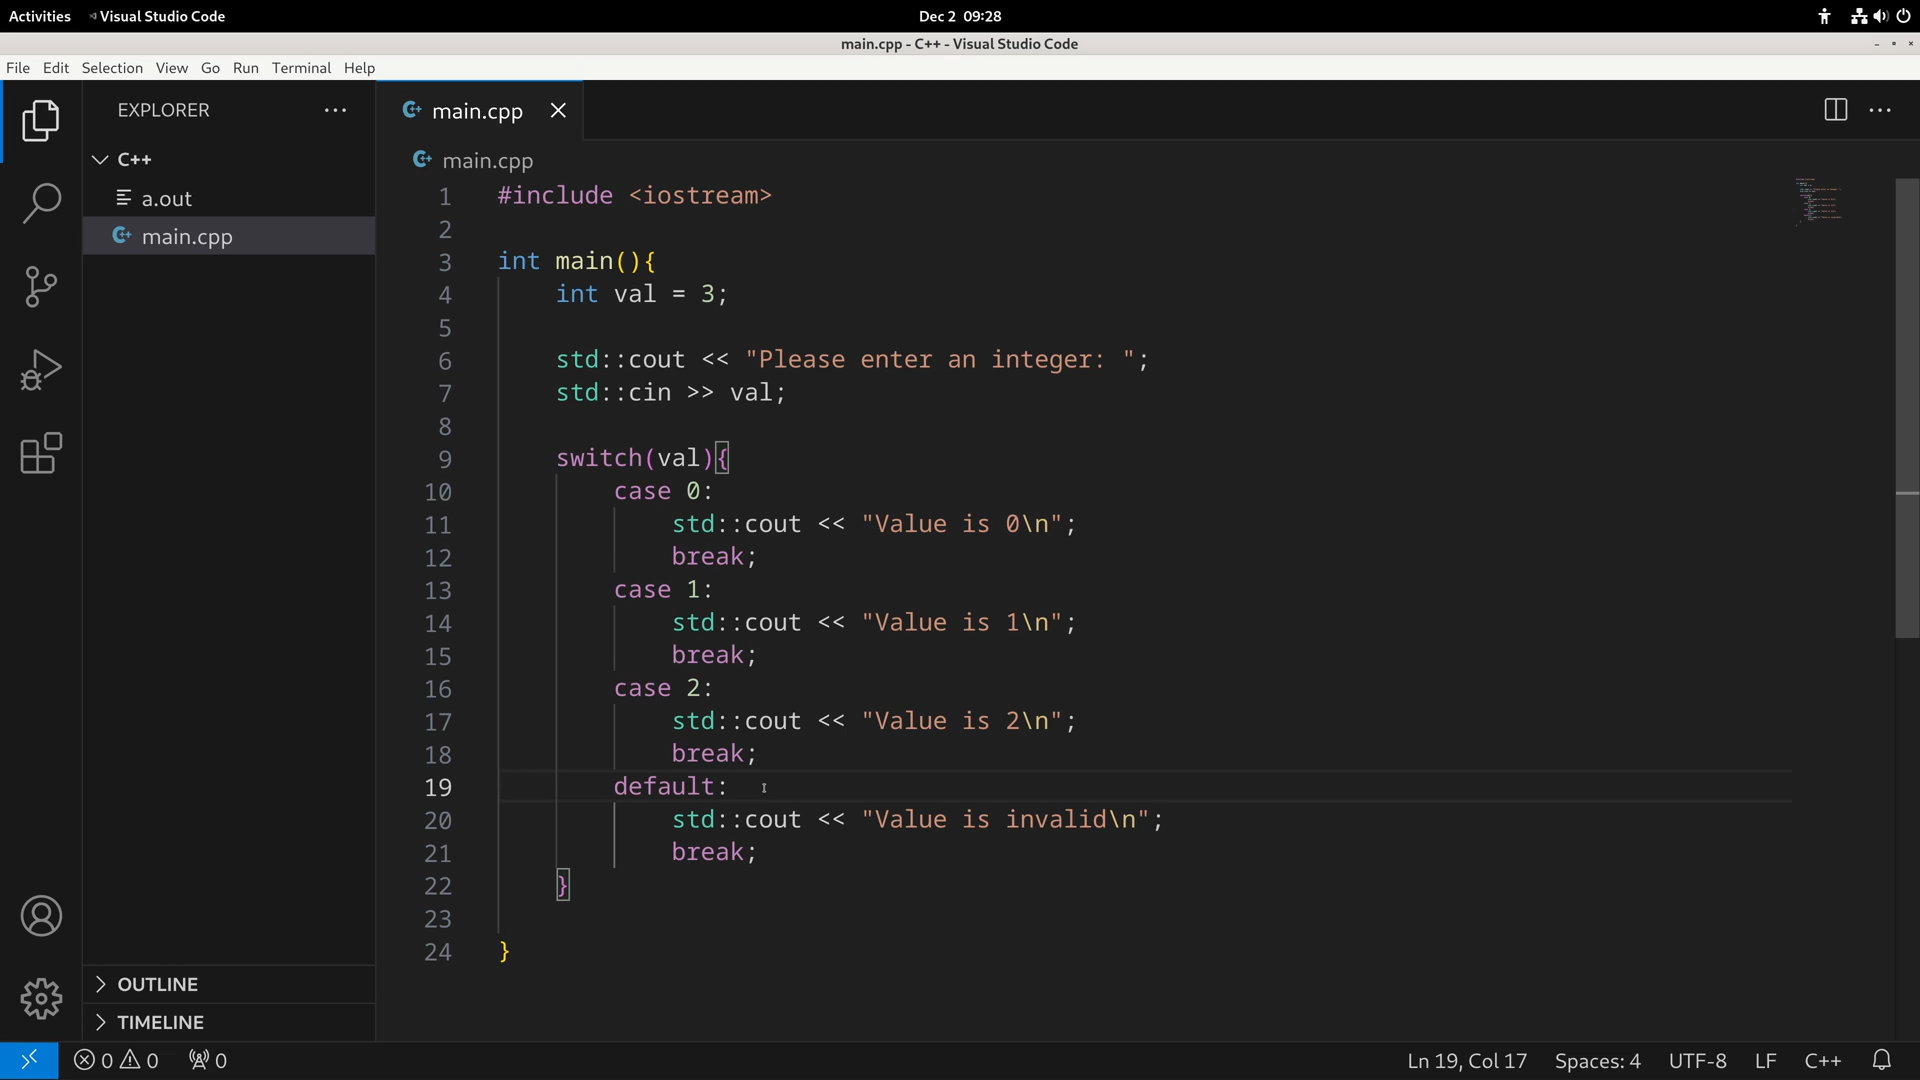 Activities Visual Studio Code Dec 2 09:28
main.cpp - C++ - Visual Studio Code
File Edit Selection View Go Run Terminal Help
EXPLORER
C++
a.out
main.cpp
OUTLINE
TIMELINE
main.cpp
main.cpp
1 #include <iostream>
2
3 int main(){
4     int val = 3;
5
6     std::cout << "Please enter an integer: ";
7     std::cin >> val;
8
9     switch(val){
10         case 0:
11             std::cout << "Value is 0\n";
12             break;
13         case 1:
14             std::cout << "Value is 1\n";
15             break;
16         case 2:
17             std::cout << "Value is 2\n";
18             break;
19         default:
20             std::cout << "Value is invalid\n";
21             break;
22     }
23
24 }
0 0 0 Ln 19, Col 17 Spaces: 4 UTF-8 LF C++